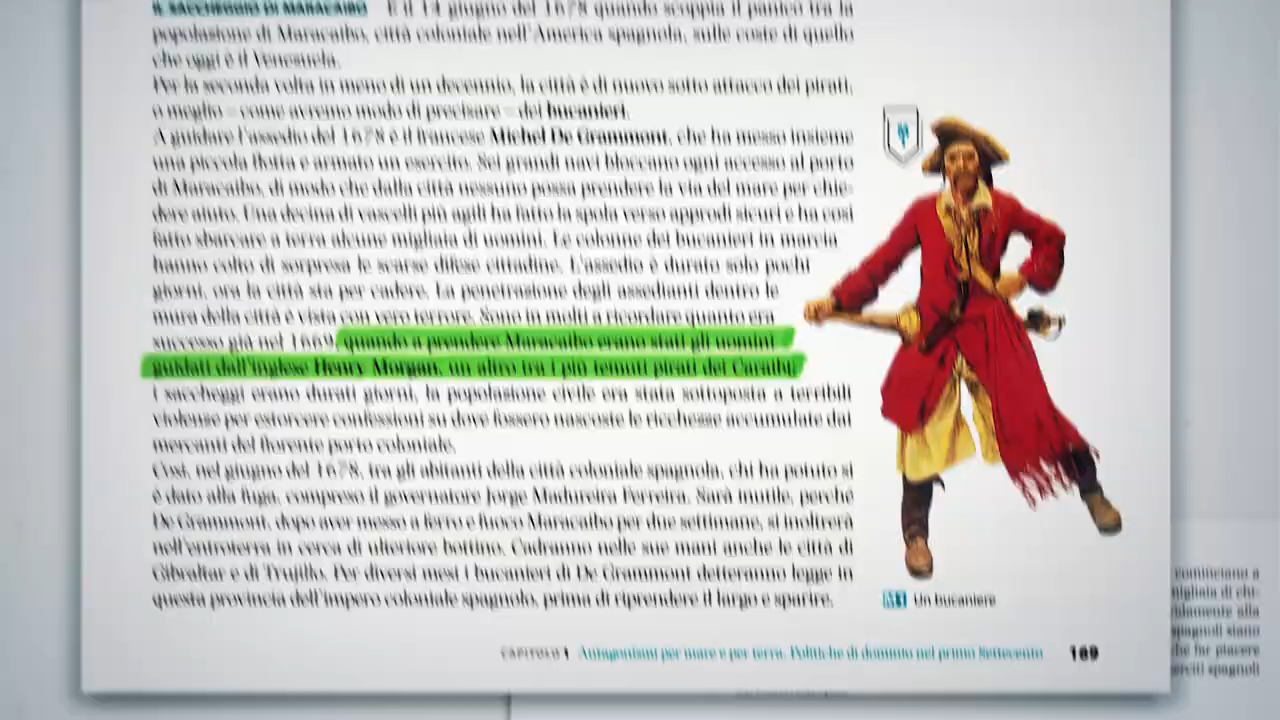 IL SACCHEGGIO DI MARACAIBO È il 14 giugno del 1678 quando scoppia il panico tra la
popolazione di Maracaibo, città coloniale nell'America spagnola, sulle coste di quello
che oggi è il Venezuela.
Per la seconda volta in meno di un decennio, la città è di nuovo sotto attacco dei pirati,
o meglio – come avremo modo di precisare – dei bucanieri.
A guidare l'assedio del 1678 è il francese Michel De Grammont, che ha messo insieme
una piccola flotta e armato un esercito. Sei grandi navi bloccano ogni accesso al porto
di Maracaibo, di modo che dalla città nessuno possa prendere la via del mare per chie-
dere aiuto. Una decina di vascelli più agili ha fatto la spola verso approdi sicuri e ha così
fatto sbarcare a terra alcune migliaia di uomini. Le colonne dei bucanieri in marcia
hanno colto di sorpresa le scarse difese cittadine. L'assedio è durato solo pochi
giorni, ora la città sta per cadere. La penetrazione degli assedianti dentro le
mura della città è vista con vero terrore. Sono in molti a ricordare quanto era
successo già nel 1669, quando a prendere Maracaibo erano stati gli uomini
guidati dall'inglese Henry Morgan, un altro tra i più temuti pirati dei Caraibi.
I saccheggi erano durati giorni, la popolazione civile era stata sottoposta a terribili
violenze per estorcere confessioni su dove fossero nascoste le ricchezze accumulate dai
mercanti del florente porto coloniale.
Così, nel giugno del 1678, tra gli abitanti della città coloniale spagnola, chi ha potuto si
è dato alla fuga, compreso il governatore Jorge Madureira Ferreira. Sarà inutile, perché
De Grammont, dopo aver messo a ferro e fuoco Maracaibo per due settimane, si inoltrerà
nell'entroterra in cerca di ulteriore bottino. Cadranno nelle sue mani anche le città di
Gibraltar e di Trujillo. Per diversi mesi i bucanieri di De Grammont detteranno legge in
questa provincia dell'impero coloniale spagnolo, prima di riprendere il largo e sparire.
Un bucaniere
CAPITOLO 1 Antagonismi per mare e per terra. Politiche di dominio nel primo Settecento 169
cominciano a
migliaia di chi-
alla
spagnoli siano
che far piacere
spagnoli